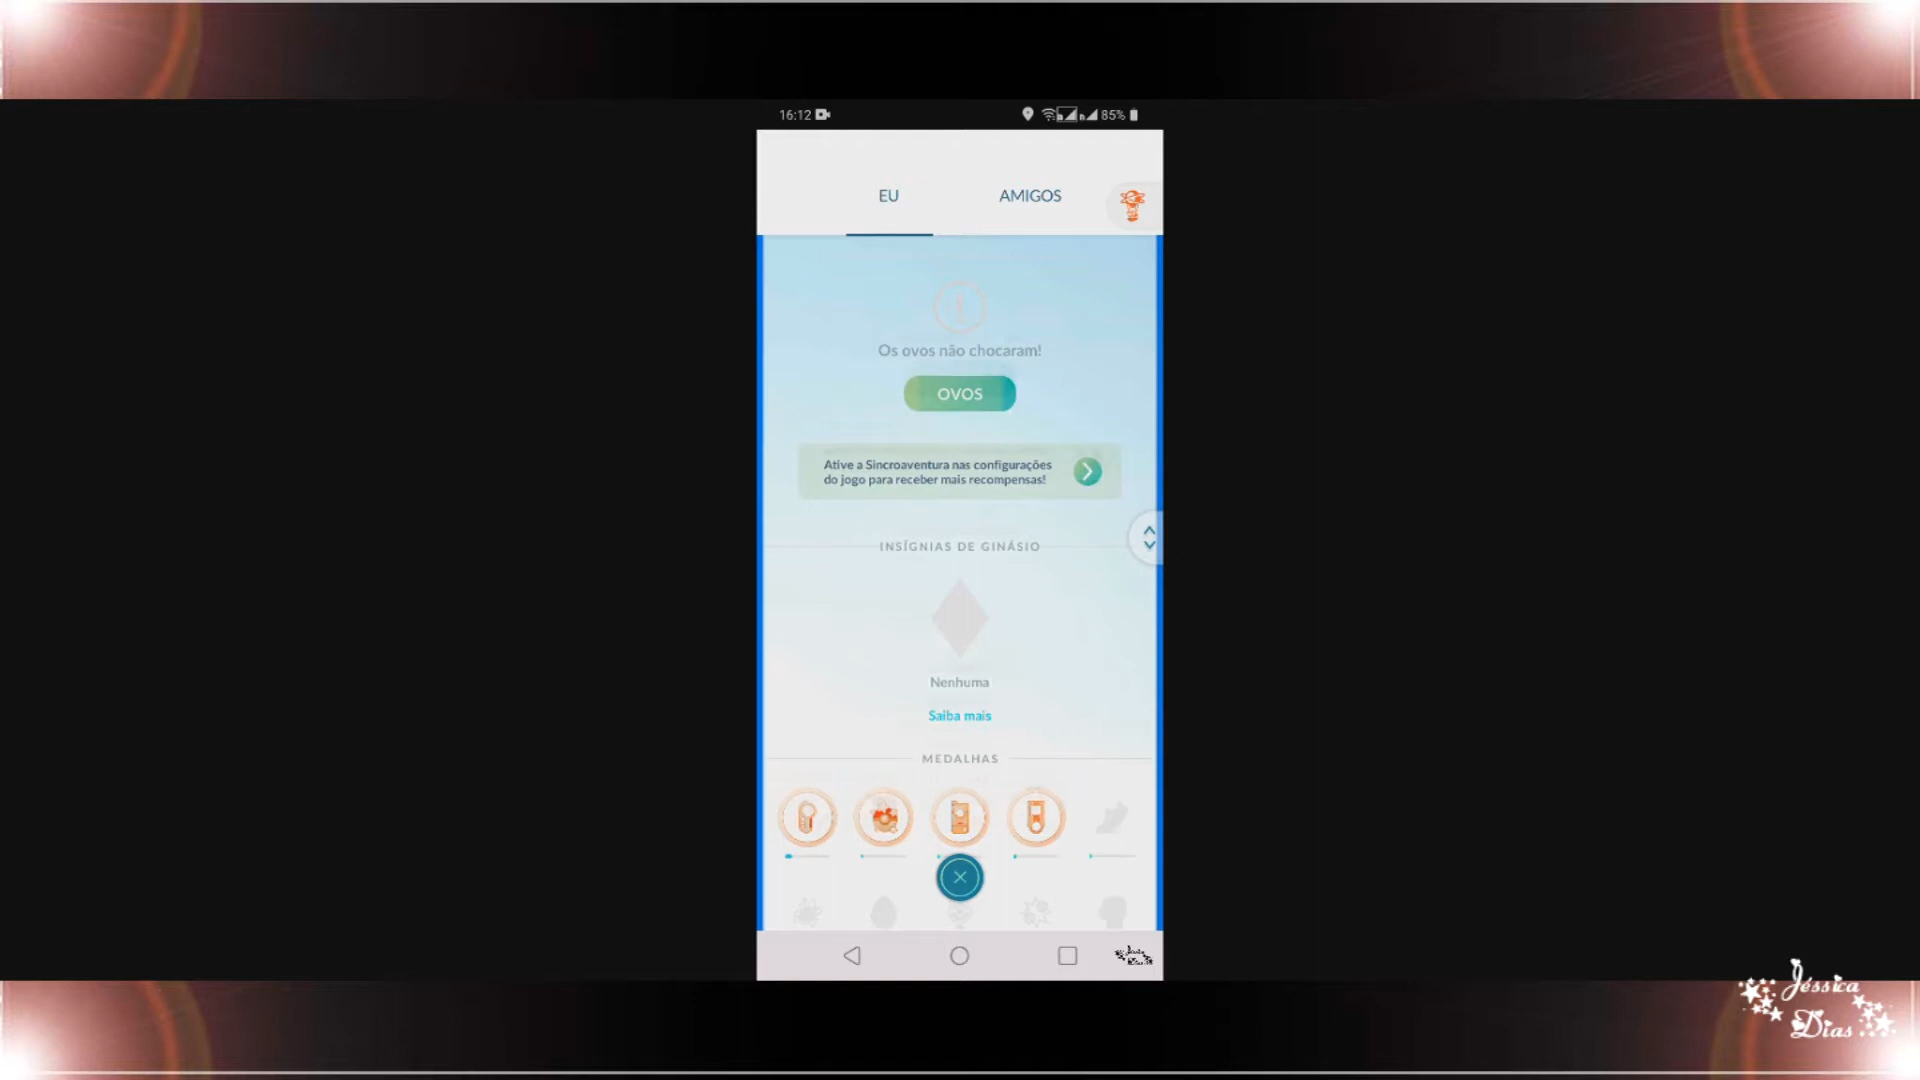 16:12
85%
EU
AMIGOS
Os ovos não chocaram!
OVOS
Ative a Sincroaventura nas configurações
do jogo para receber mais recompensas!
INSÍGNIAS DE GINÁSIO
Nenhuma
Saiba mais
MEDALHAS
Jéssica
Dias